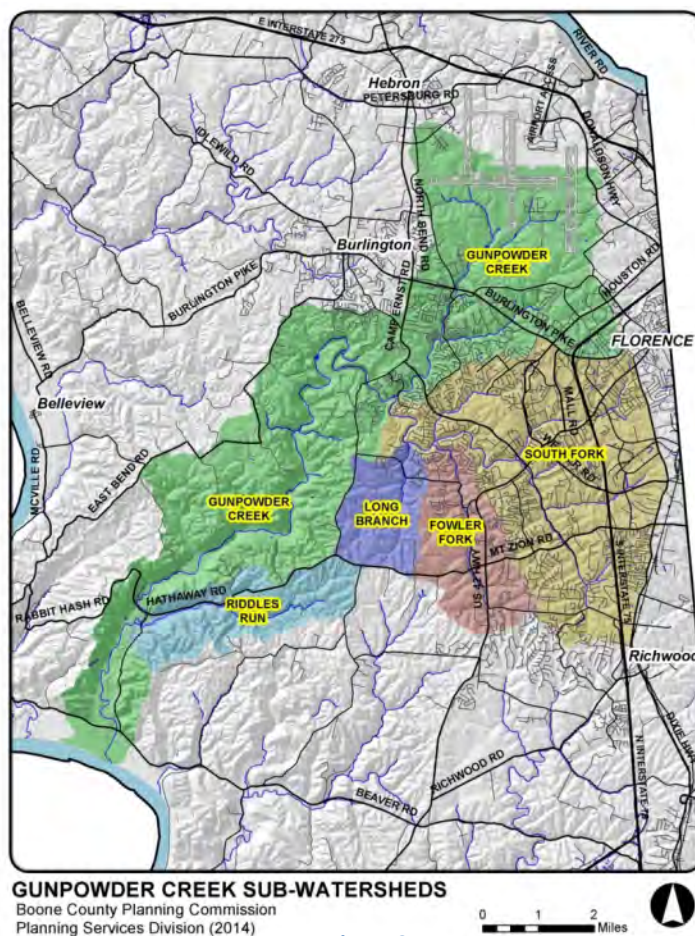 E INTERSTATE 275
RIVER RD
Hebron
PETERSBURG RD
AIRPORT ACCESS
IDLEWILD RD
DONALDSON HWY
NORTH BEND RD
Burlington
GUNPOWDER
CREEK
HOUSTON RD
BURLINGTON PIKE
BURLINGTON PIKE
CAMP ERNST RD
BELLEVIEW RD
FLORENCE
MALL RD
Belleview
SOUTH FORK
MCVILLE RD
EAST BEND RD
GUNPOWDER
CREEK
LONG
BRANCH
FOWLER
FORK
MT ZION RD
US HWY
S INTERSTATE 75
RABBIT HASH RD
HATHAWAY RD
RIDDLES
RUN
Richwood
DIXIE HWY
RICHWOOD RD
N INTERSTATE 75
BEAVER RD
GUNPOWDER CREEK SUB-WATERSHEDS
Boone County Planning Commission
Planning Services Division (2014)
0 1 2
Miles